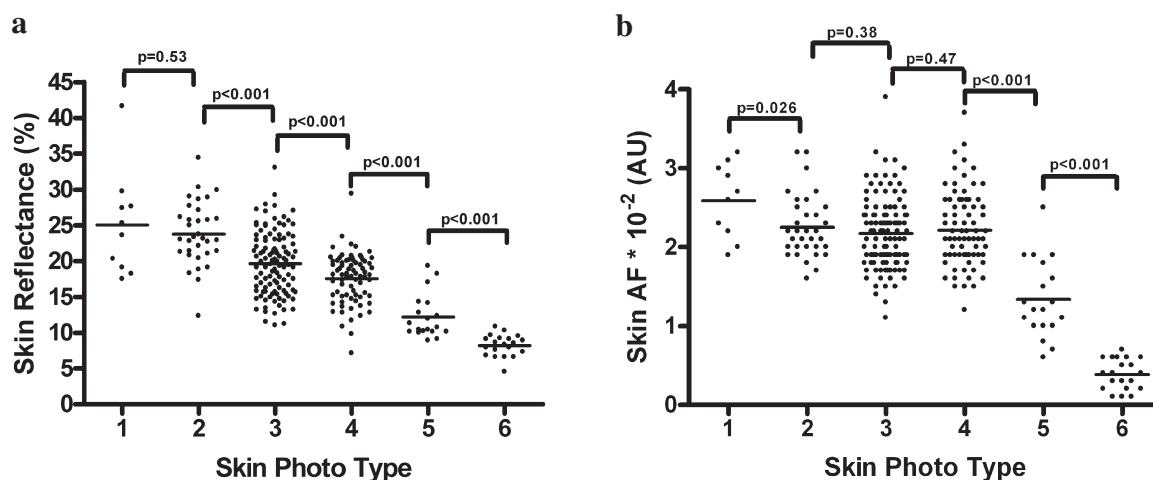 a
p=0.53
p<0.001
p<0.001
p<0.001
p<0.001
Skin Reflectance (%)
45
40
35
30
25
20
15
10
5
0
1 2 3 4 5 6
Skin Photo Type
b
p=0.38
p=0.47
p<0.001
p=0.026
p<0.001
Skin AF * 10-2 (AU)
4
3
2
1
0
1 2 3 4 5 6
Skin Photo Type